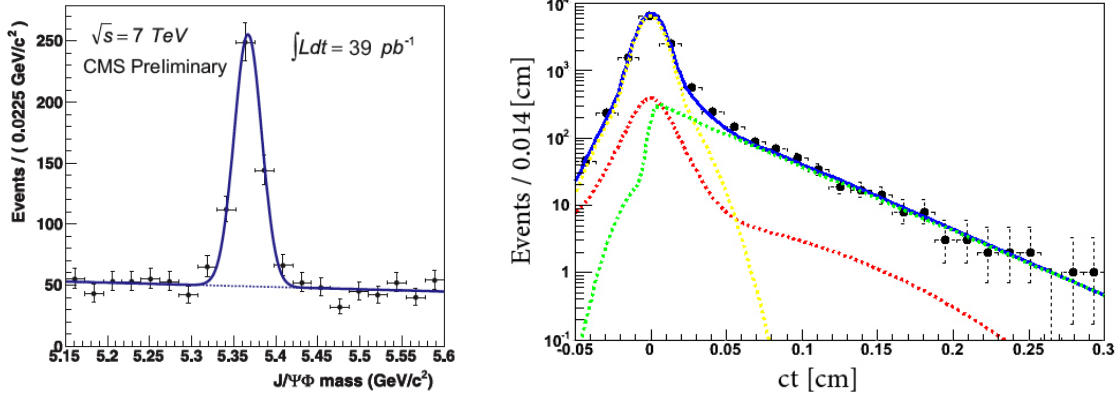 √s = 7 TeV
∫Ldt = 39 pb⁻¹
CMS Preliminary
Events / ( 0.0225 GeV/c² )
250
200
150
100
50
0
5.15 5.2 5.25 5.3 5.35 5.4 5.45 5.5 5.55 5.6
J/ΨΦ mass (GeV/c²)
Events / 0.014 [cm]
10⁴
10³
10²
10
1
10⁻¹
-0.05 0 0.05 0.1 0.15 0.2 0.25 0.3
ct [cm]